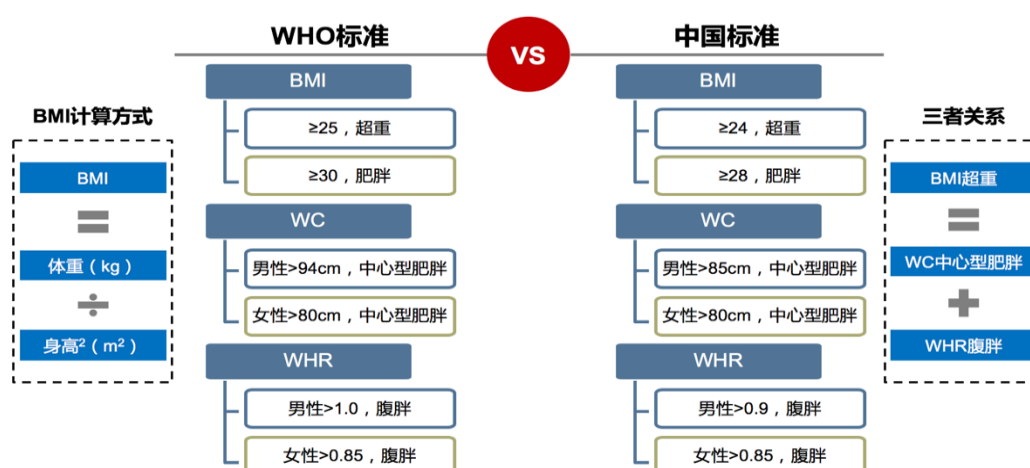 WHO标准
VS
中国标准
BMI计算方式
BMI
体重（kg）
÷
身高²（m²）
BMI
≥25，超重
≥30，肥胖
WC
男性>94cm，中心型肥胖
女性>80cm，中心型肥胖
WHR
男性>1.0，腹胖
女性>0.85，腹胖
BMI
≥24，超重
≥28，肥胖
WC
男性>85cm，中心型肥胖
女性>80cm，中心型肥胖
WHR
男性>0.9，腹胖
女性>0.85，腹胖
三者关系
BMI超重
=
WC中心型肥胖
+
WHR腹胖